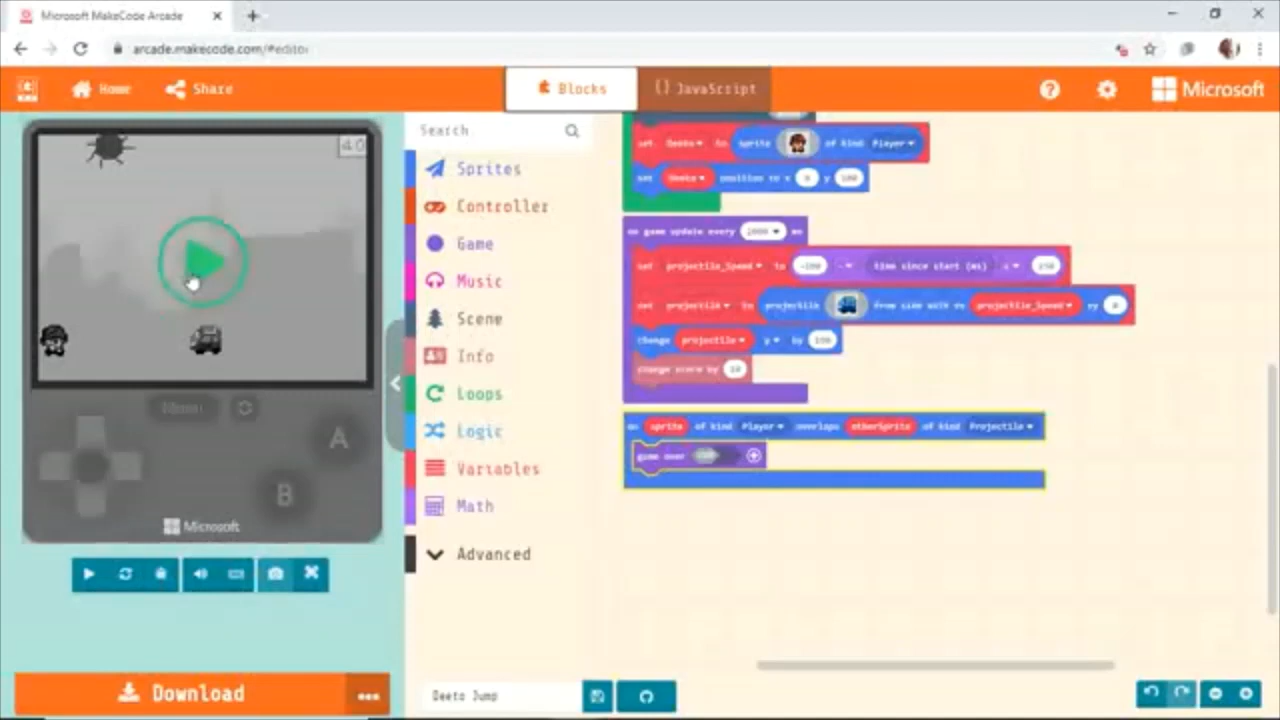 Microsoft MakeCode Arcade
arcade.makecode.com/#editor
Home
Share
Blocks
JavaScript
Microsoft
40
Menu
A
B
Microsoft
Download
Search
Sprites
Controller
Game
Music
Scene
Info
Loops
Logic
Variables
Math
Advanced
set to sprite of kind Player
set position to x y 100
on game update every 2000 ms
set projectile_Speed to -100 - time since start (ms)
set projectile to projectile from side with vx projectile_Speed vy
change projectile y by 100
change score by 10
on sprite of kind Player overlaps otherSprite of kind Projectile
game over
Deeto Jump